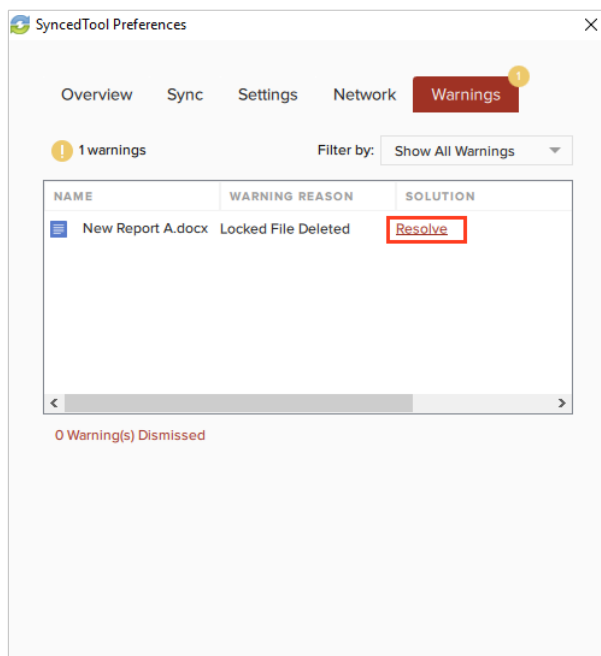 SyncedTool Preferences
Overview Sync Settings Network Warnings 1
! 1 warnings Filter by: Show All Warnings
NAME WARNING REASON SOLUTION
New Report A.docx Locked File Deleted Resolve
0 Warning(s) Dismissed